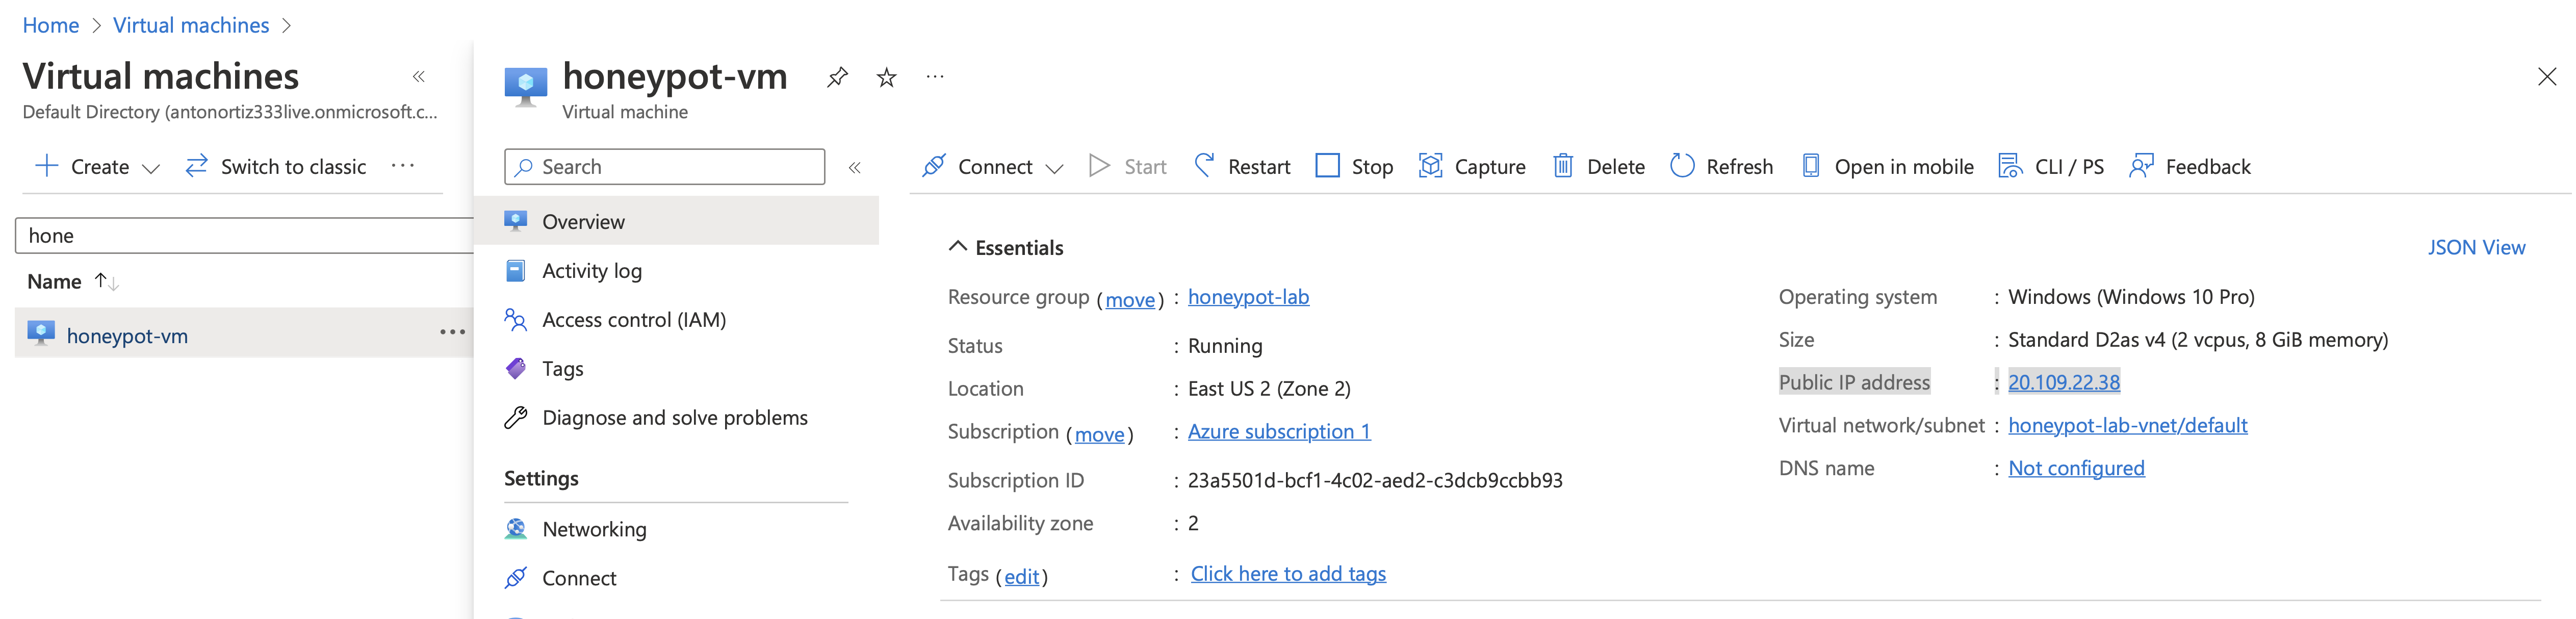 Home > Virtual machines >
Virtual machines
Default Directory (antonortiz333live.onmicrosoft.c...
Create
Switch to classic
hone
Name
honeypot-vm
honeypot-vm
Virtual machine
Search
Overview
Activity log
Access control (IAM)
Tags
Diagnose and solve problems
Settings
Networking
Connect
Connect
Start
Restart
Stop
Capture
Delete
Refresh
Open in mobile
CLI / PS
Feedback
Essentials
JSON View
Resource group (move) : honeypot-lab
Status : Running
Location : East US 2 (Zone 2)
Subscription (move) : Azure subscription 1
Subscription ID : 23a5501d-bcf1-4c02-aed2-c3dcb9ccbb93
Availability zone : 2
Tags (edit) : Click here to add tags
Operating system : Windows (Windows 10 Pro)
Size : Standard D2as v4 (2 vcpus, 8 GiB memory)
Public IP address : 20.109.22.38
Virtual network/subnet : honeypot-lab-vnet/default
DNS name : Not configured